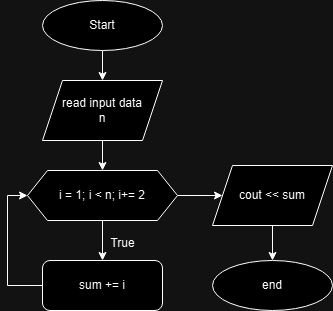 Start
read input data
n
i = 1; i < n; i+= 2
True
cout << sum
sum += i
end